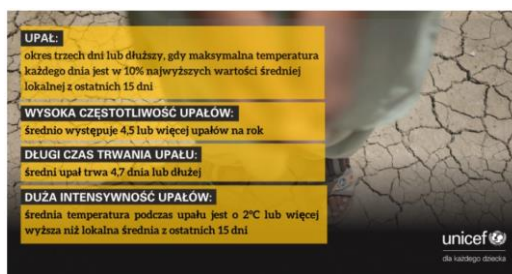 UPAŁ:
okres trzech dni lub dłuższy, gdy maksymalna temperatura
każdego dnia jest w 10% najwyższych wartości średniej
lokalnej z ostatnich 15 dni
WYSOKA CZĘSTOTLIWOŚĆ UPAŁÓW:
średnio występuje 4,5 lub więcej upałów na rok
DŁUGI CZAS TRWANIA UPAŁU:
średni upał trwa 4,7 dnia lub dłużej
DUŻA INTENSYWNOŚĆ UPAŁÓW:
średnia temperatura podczas upału jest o 2°C lub więcej
wyższa niż lokalna średnia z ostatnich 15 dni
unicef
dla każdego dziecka